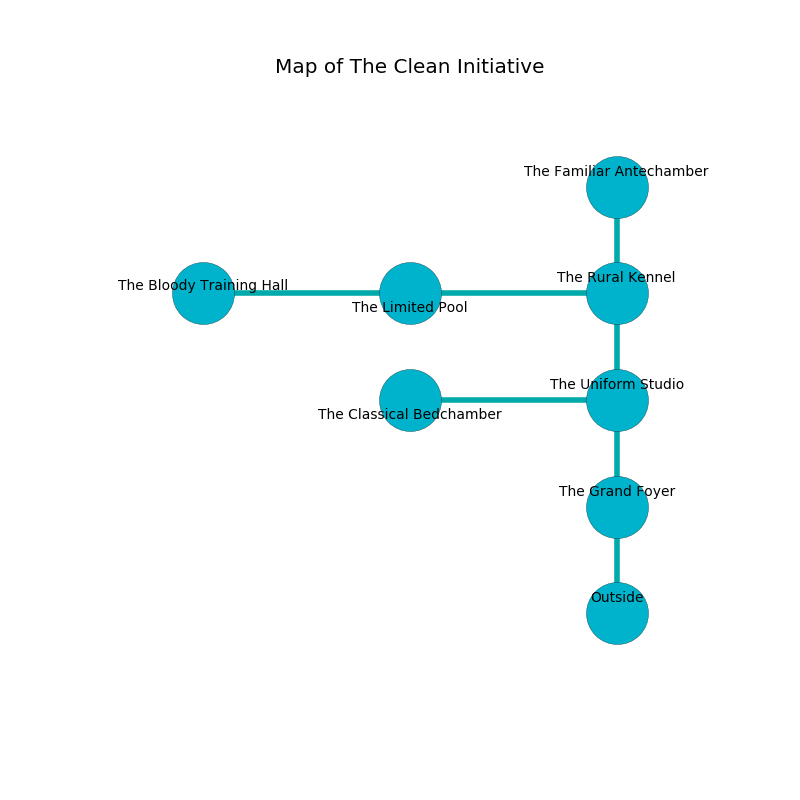 Map of The Clean Initiative
The Familiar Antechamber
The Rural Kennel
The Bloody Training Hall
The Limited Pool
The Uniform Studio
The Classical Bedchamber
The Grand Foyer
Outside